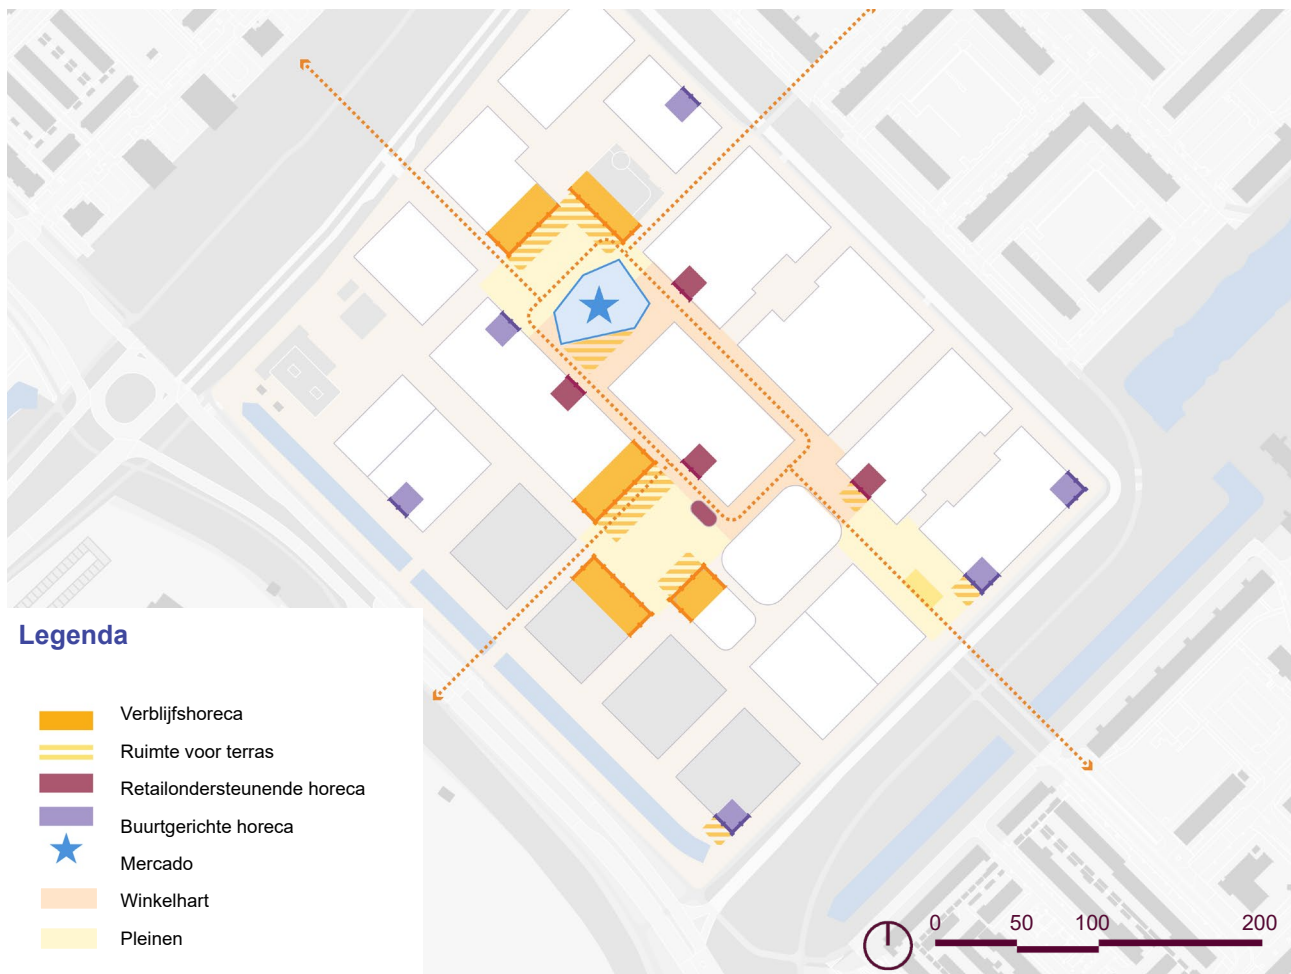 Legenda
Verblijfshoreca
Ruimte voor terras
Retailondersteunende horeca
Buurtgerichte horeca
Mercado
Winkelhart
Pleinen
0 50 100 200